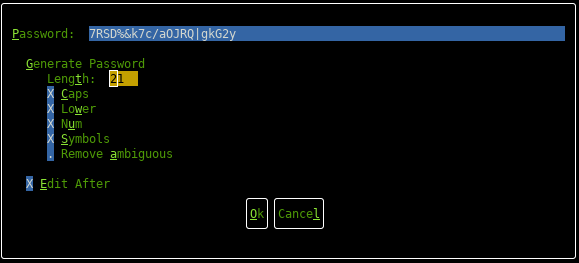 Password: 7RSD%&k7c/aOJRQ|gkG2y
Generate Password
Length: 21
X Caps
X Lower
X Num
X Symbols
. Remove ambiguous
X Edit After
Ok Cancel